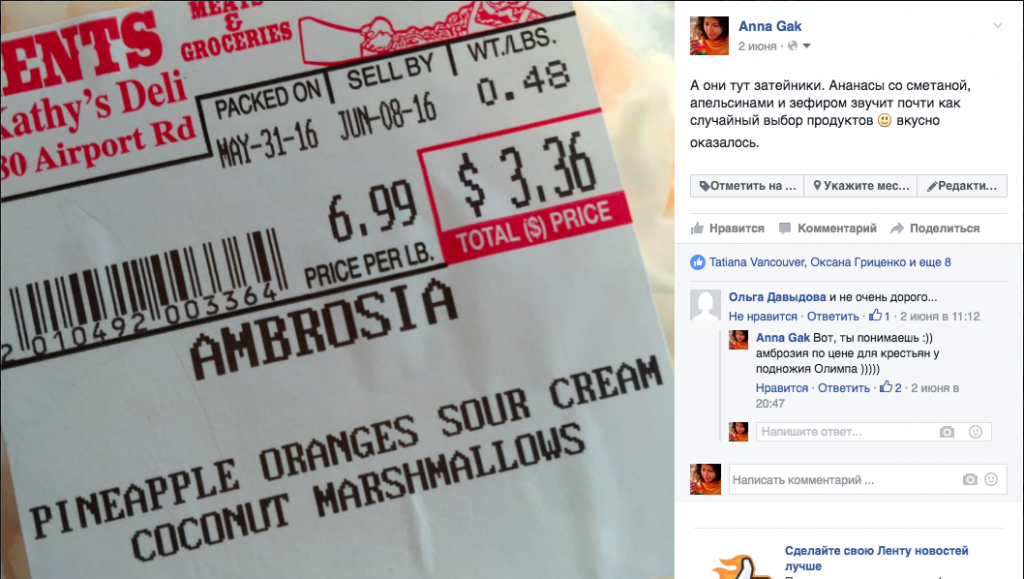 ENTS
MEATS
&
GROCERIES
Kathy's Deli
80 Airport Rd
PACKED ON
SELL BY
WT./LBS.
MAY-31-16
JUN-08-16
0.48
6.99
PRICE PER LB.
$ 3.36
TOTAL ($) PRICE
2 010492 003364
AMBROSIA
PINEAPPLE ORANGES SOUR CREAM
COCONUT MARSHMALLOWS
Anna Gak
2 июня ·
А они тут затейники. Ананасы со сметаной,
апельсинами и зефиром звучит почти как
случайный выбор продуктов 🙂 вкусно
оказалось.
Отметить на ...
Укажите мес...
Редакти...
Нравится
Комментарий
Поделиться
Tatiana Vancouver, Оксана Гриценко и еще 8
Ольга Давыдова и не очень дорого...
Не нравится · Ответить · 1 · 2 июня в 11:12
Anna Gak Вот, ты понимаешь :))
амброзия по цене для крестьян у
подножия Олимпа )))))
Нравится · Ответить · 2 · 2 июня в
20:47
Напишите ответ...
Написать комментарий ...
Сделайте свою Ленту новостей
лучше